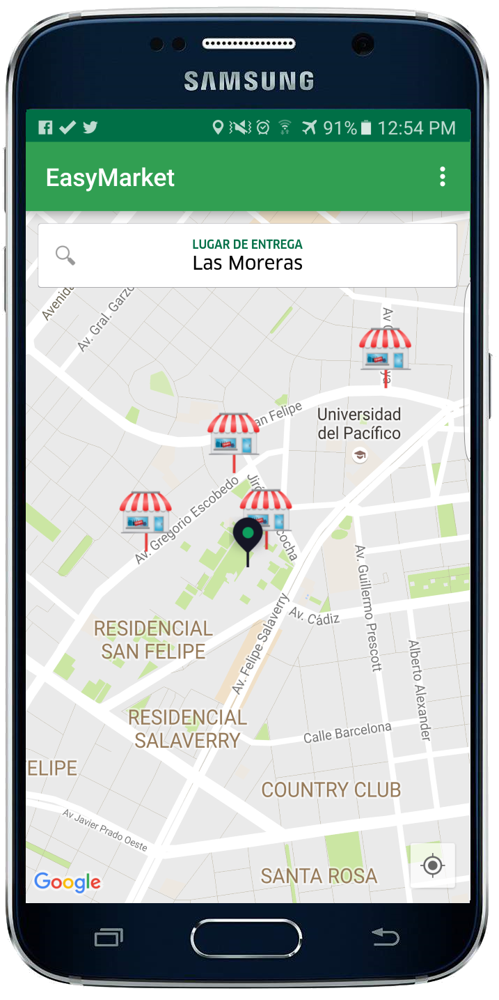 SAMSUNG
91% 12:54 PM
EasyMarket
LUGAR DE ENTREGA
Las Moreras
Avenida
Av. Gral. Garzo
Av
an Felipe
Universidad
del Pacífico
Av. Gregorio Escobedo
Jiró
cocha
Av. Guillermo Prescott
Av. Cádiz
Av. Felipe Salaverry
RESIDENCIAL
SAN FELIPE
Alberto Alexander
RESIDENCIAL
SALAVERRY
Calle Barcelona
ELIPE
COUNTRY CLUB
Av Javier Prado Oeste
SANTA ROSA
Google